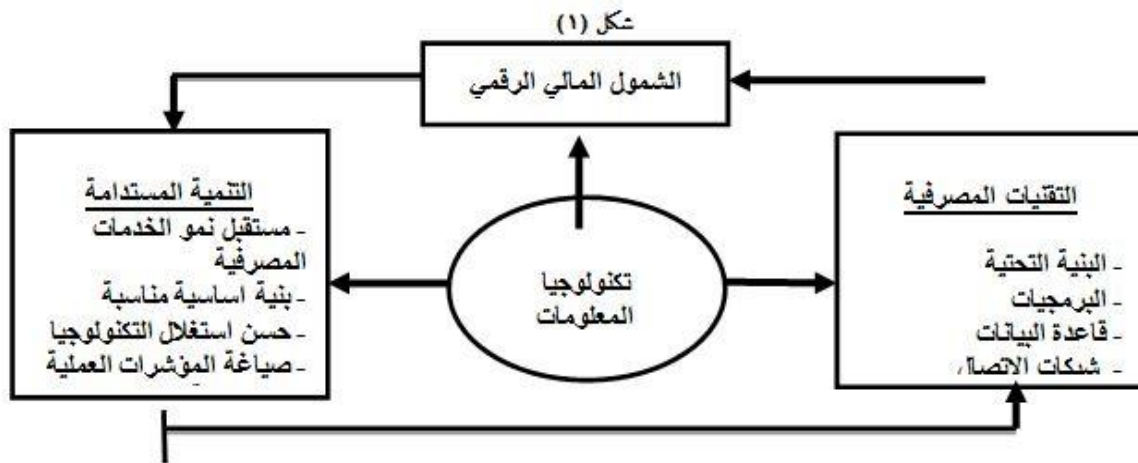 شكل (١)
الشمول المالي الرقمي
التقنيات المصرفية
- البنية التحتية
- البرمجيات
- قاعدة البيانات
- شبكات الاتصال
تكنولوجيا
المعلومات
التنمية المستدامة
- مستقبل نمو الخدمات
المصرفية
- بنية اساسية مناسبة
- حسن استغلال التكنولوجيا
- صياغة المؤشرات العملية